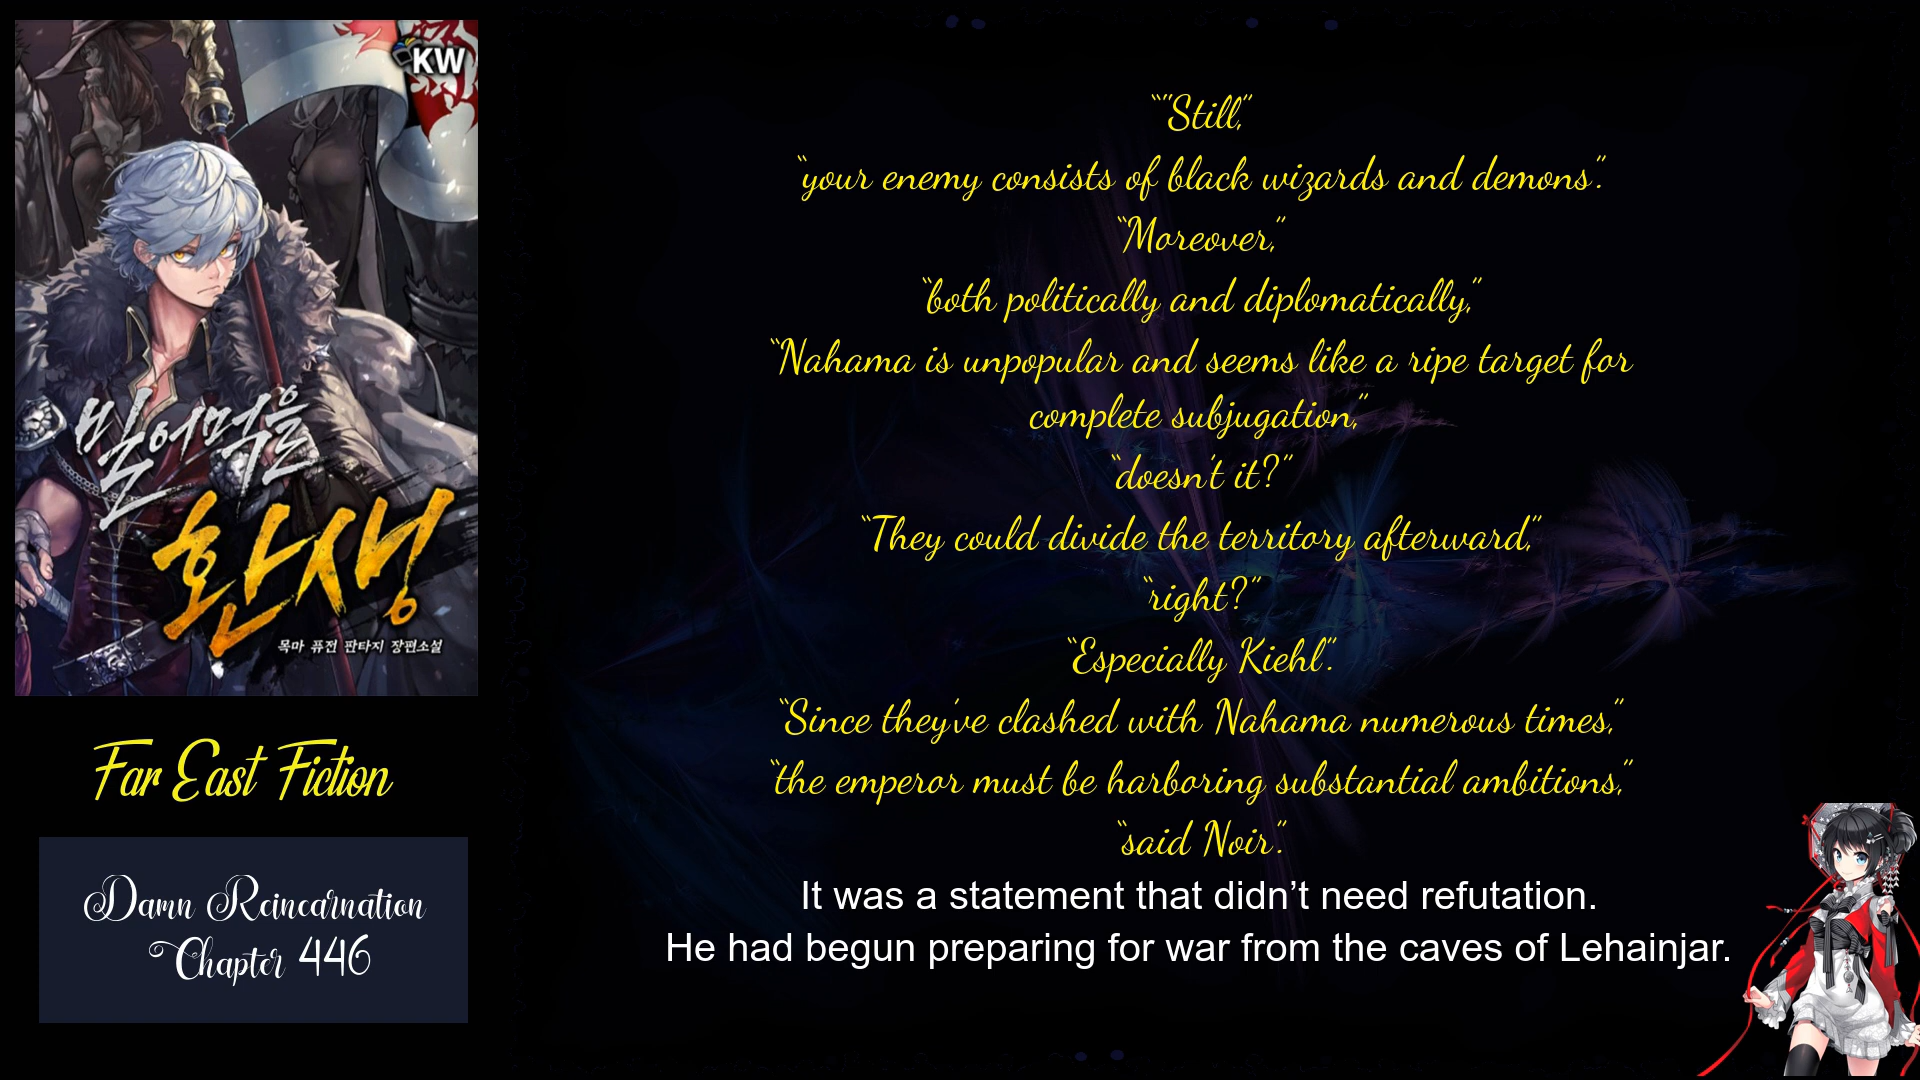 KW
빌어먹을
환생
목마 퓨전 판타지 장편소설
Far East Fiction
Damn Reincarnation
Chapter 446
“"Still,”
“your enemy consists of black wizards and demons”.
“Moreover,”
“both politically and diplomatically,”
“Nahama is unpopular and seems like a ripe target for
complete subjugation,”
“doesn’t it?”
“They could divide the territory afterward,”
“right?”
“Especially Kiehl”.
“Since they’ve clashed with Nahama numerous times,”
“the emperor must be harboring substantial ambitions,”
“said Noir”.
It was a statement that didn’t need refutation.
He had begun preparing for war from the caves of Lehainjar.